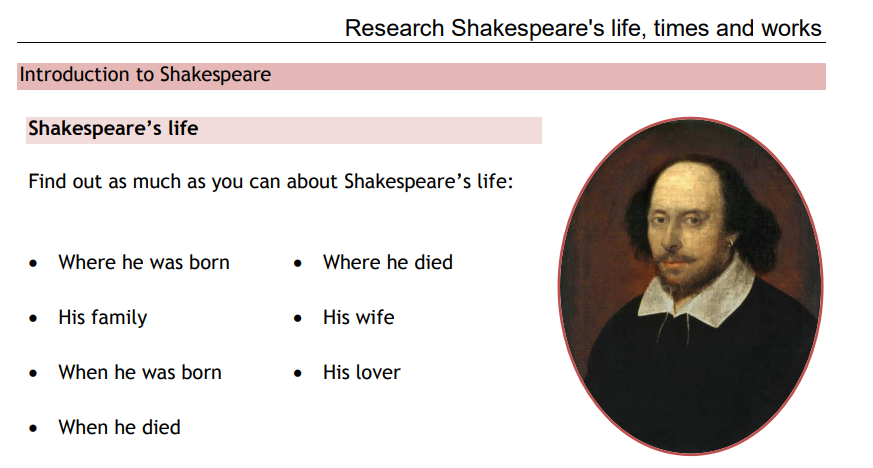 Research Shakespeare's life, times and works
Introduction to Shakespeare
Shakespeare’s life
Find out as much as you can about Shakespeare’s life:
• Where he was born
• His family
• When he was born
• When he died
• Where he died
• His wife
• His lover